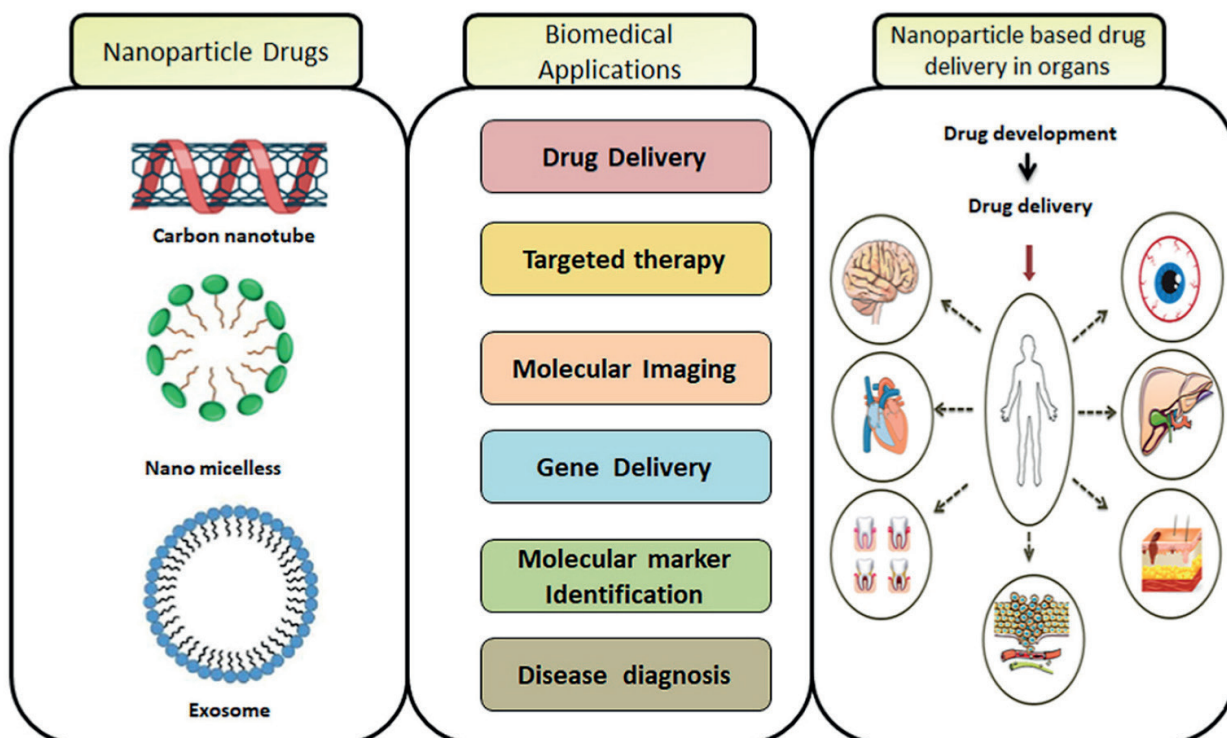 Nanoparticle Drugs
Carbon nanotube
Nano micelless
Exosome
Biomedical
Applications
Drug Delivery
Targeted therapy
Molecular Imaging
Gene Delivery
Molecular marker
Identification
Disease diagnosis
Nanoparticle based drug
delivery in organs
Drug development
Drug delivery